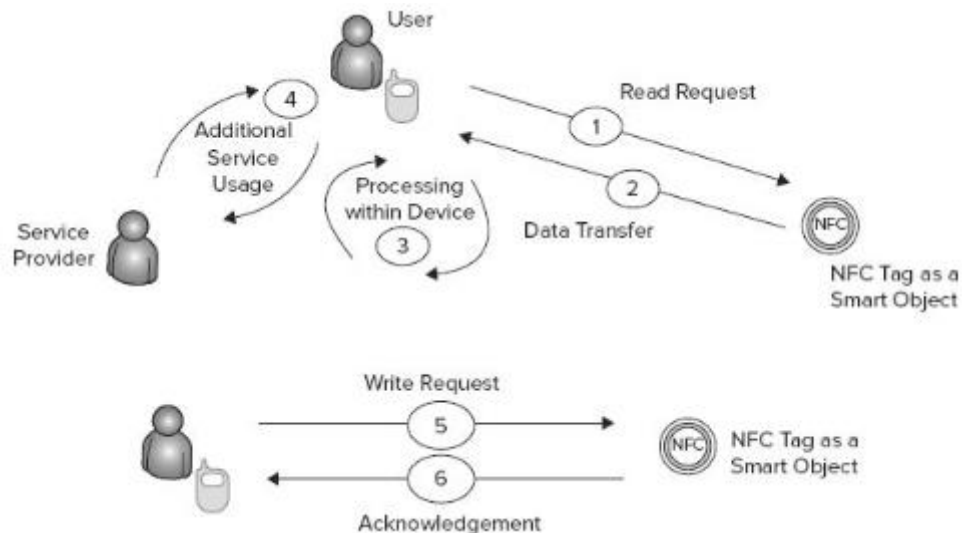 User
4
Additional
Service
Usage
Read Request
1
2
Data Transfer
Processing
within Device
3
Service
Provider
NFC
NFC Tag as a
Smart Object
Write Request
5
6
Acknowledgement
NFC
NFC Tag as a
Smart Object